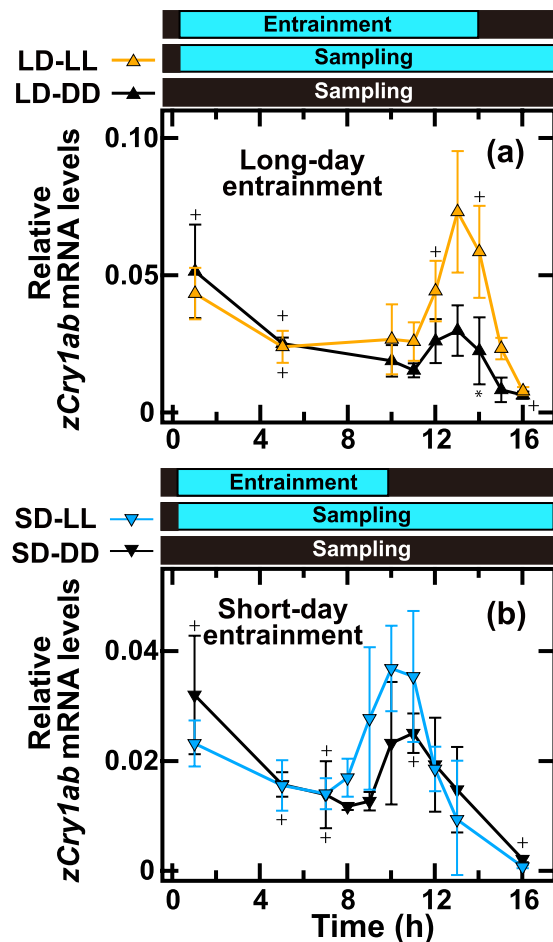 Entrainment
LD-LL Sampling
LD-DD Sampling
0.10
(a)
Long-day
entrainment
Relative
zCry1ab mRNA levels
0.05
0
+
+
+
+
+
*
+
0 4 8 12 16
Entrainment
SD-LL Sampling
SD-DD Sampling
(b)
Short-day
entrainment
Relative
zCry1ab mRNA levels
0.04
0.02
0
+
+
+
+
+
+
0 4 8 12 16
Time (h)